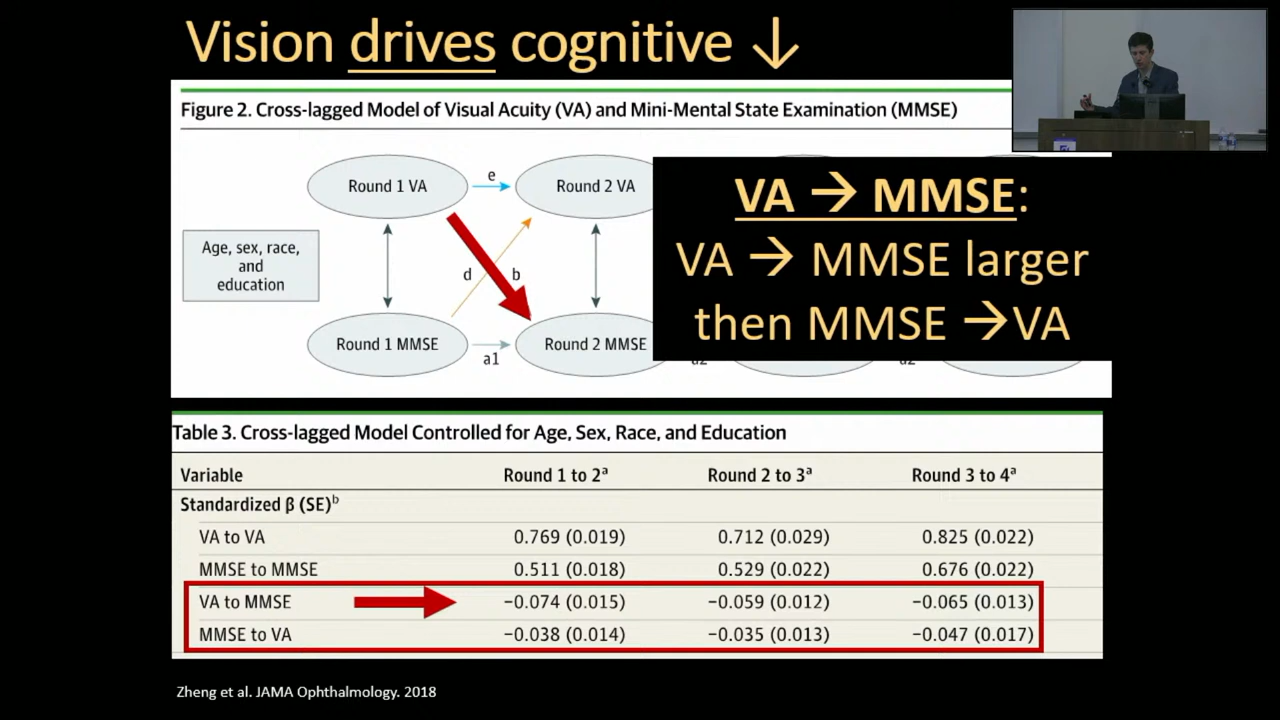 Vision drives cognitive ↓
Figure 2. Cross-lagged Model of Visual Acuity (VA) and Mini-Mental State Examination (MMSE)
Round 1 VA
e
Round 2 VA
VA → MMSE:
VA → MMSE larger
then MMSE →VA
Age, sex, race,
and
education
d
b
Round 1 MMSE
a1
Round 2 MMSE
a2
a2
Table 3. Cross-lagged Model Controlled for Age, Sex, Race, and Education
Variable Round 1 to 2ᵃ Round 2 to 3ᵃ Round 3 to 4ᵃ
Standardized β (SE)ᵇ
VA to VA 0.769 (0.019) 0.712 (0.029) 0.825 (0.022)
MMSE to MMSE 0.511 (0.018) 0.529 (0.022) 0.676 (0.022)
VA to MMSE −0.074 (0.015) −0.059 (0.012) −0.065 (0.013)
MMSE to VA −0.038 (0.014) −0.035 (0.013) −0.047 (0.017)
Zheng et al. JAMA Ophthalmology. 2018